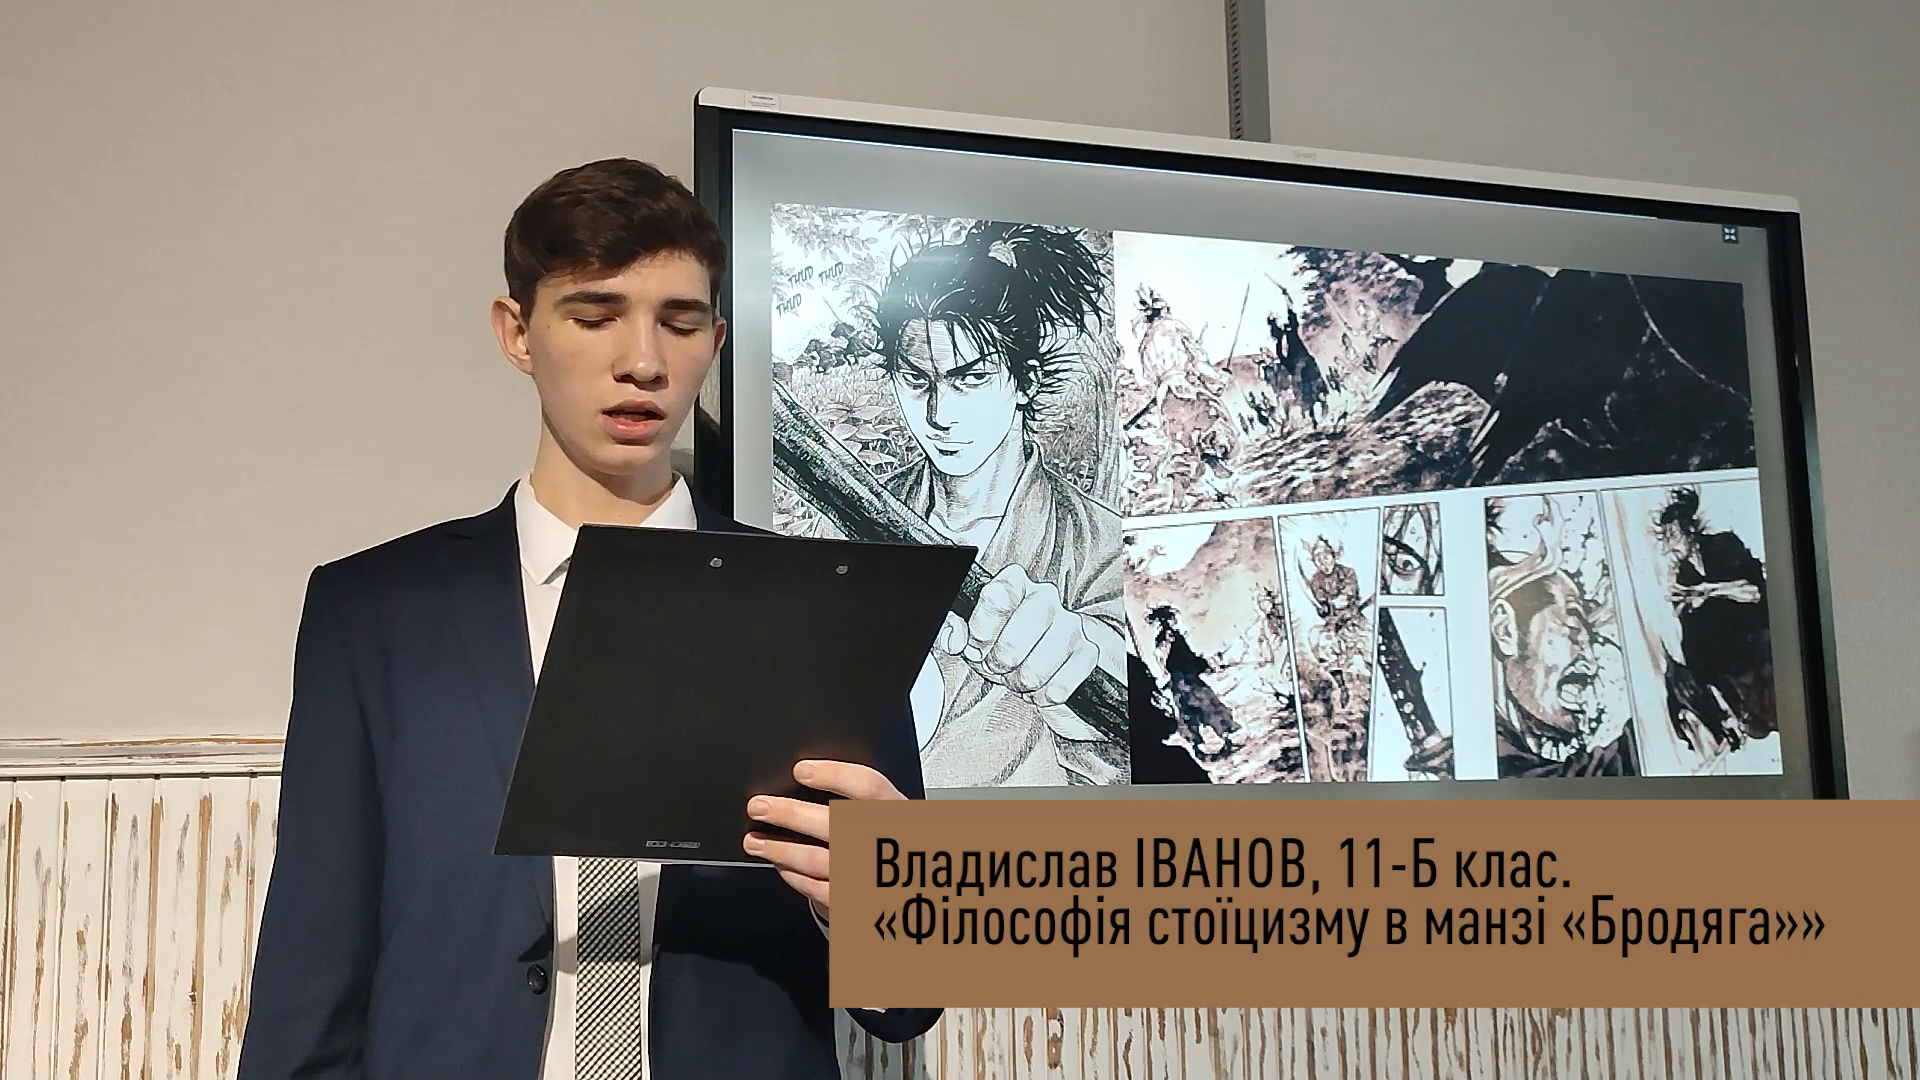 THUD
THUD
THUD
Владислав ІВАНОВ, 11-Б клас.
«Філософія стоїцизму в манзі «Бродяга»»